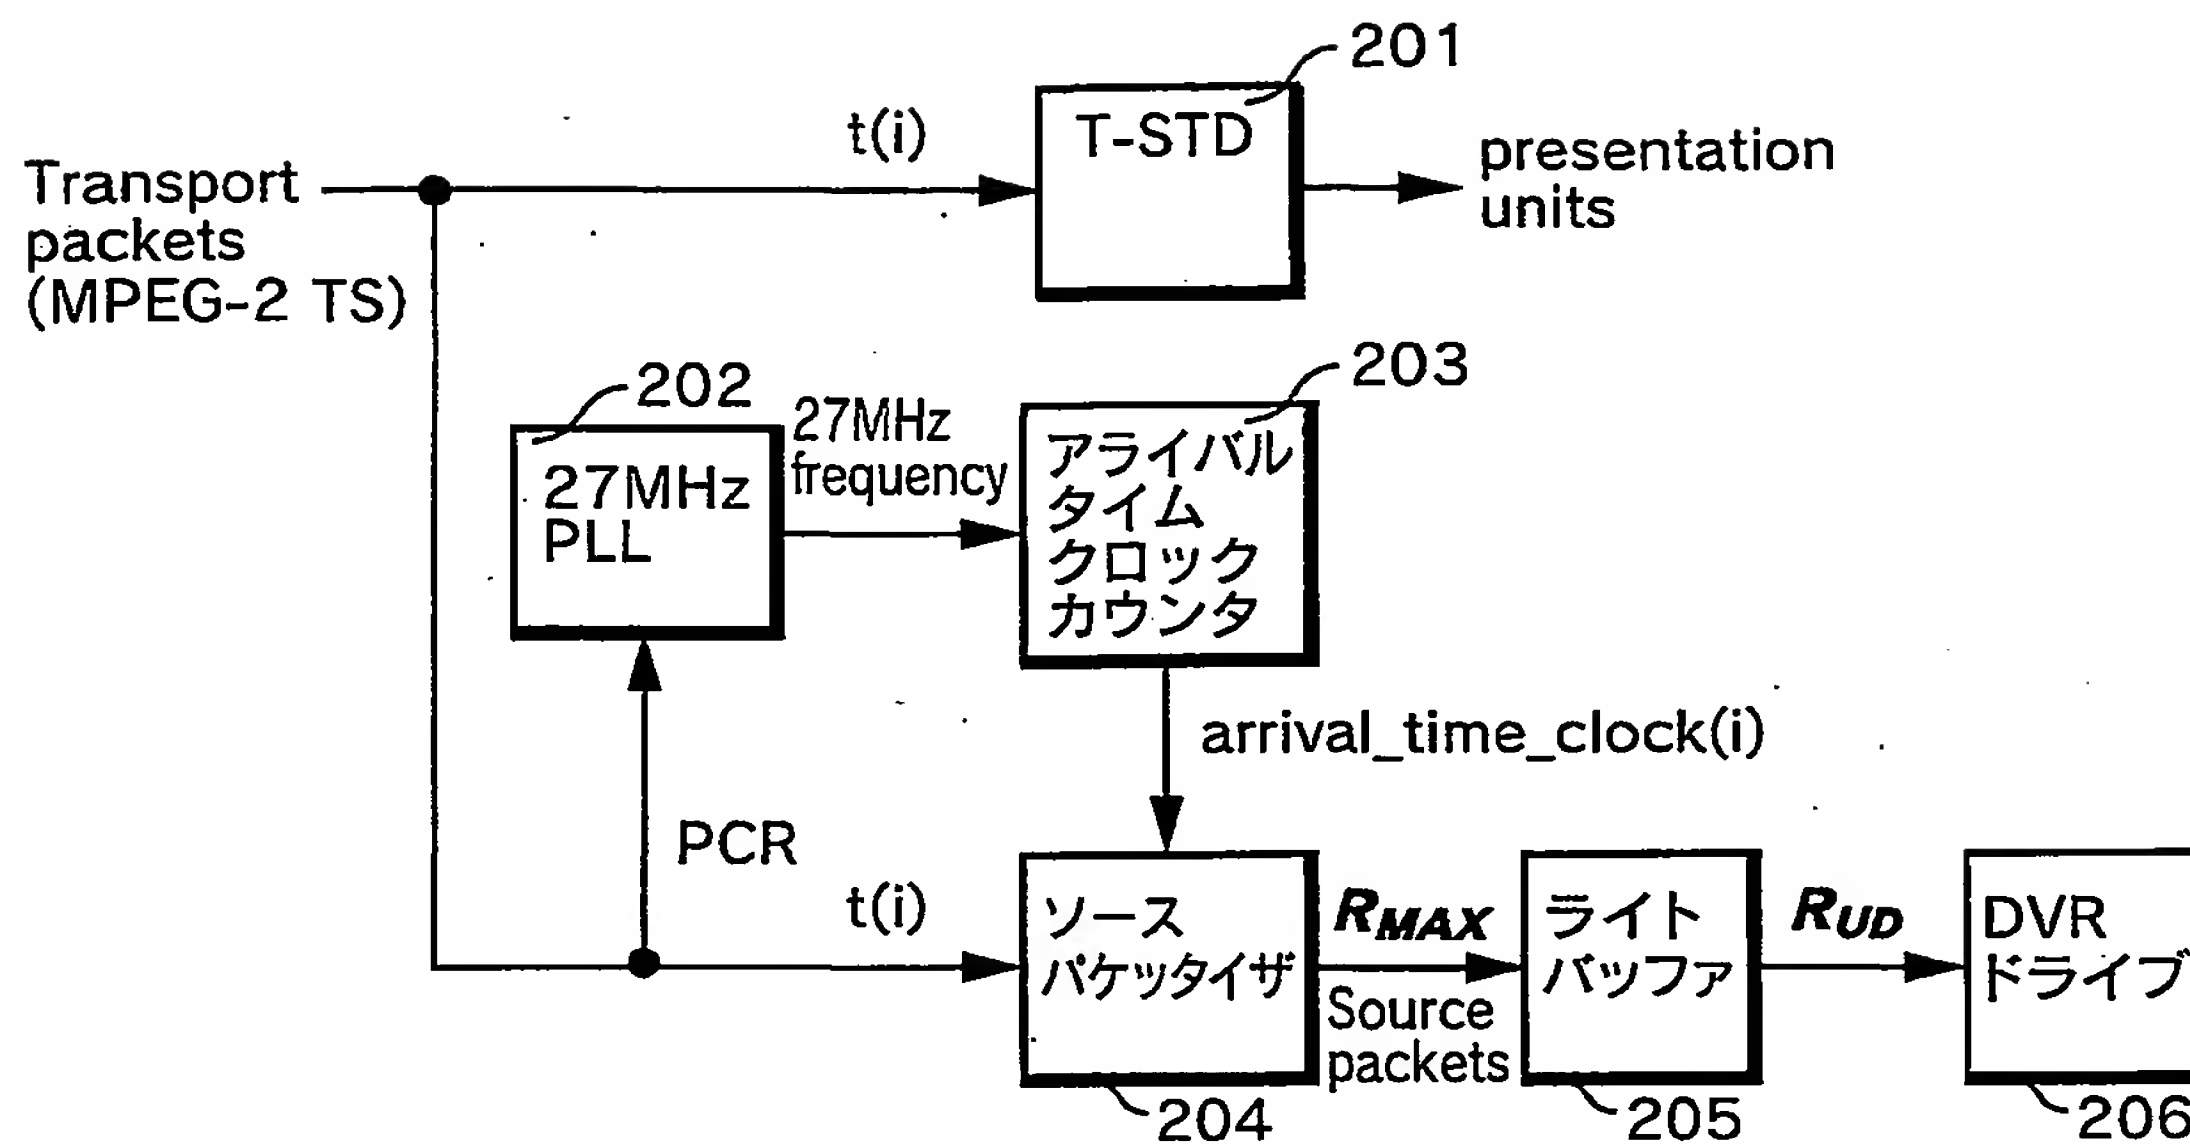 201
t(i)
T-STD
presentation
units
Transport
packets
(MPEG-2 TS)
202
27MHz
frequency
203
27MHz
PLL
アライバル
タイム
クロック
カウンタ
arrival_time_clock(i)
PCR
t(i)
ソース
パケッタイザ
RMAX
Source
packets
ライト
バッファ
RUD
DVR
ドライブ
204
205
206